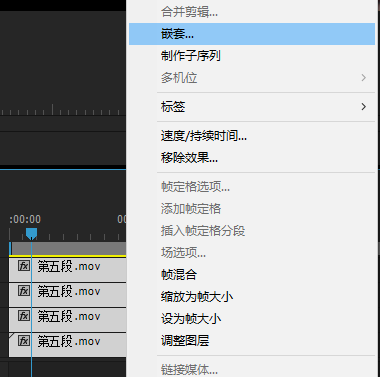 合并剪辑...
嵌套...
制作子序列
多机位
标签
速度/持续时间...
移除效果...
帧定格选项...
添加帧定格
插入帧定格分段
场选项...
帧混合
缩放为帧大小
设为帧大小
调整图层
链接媒体...
:00:00
00
fx 第五段.mov
fx 第五段.mov
fx 第五段.mov
fx 第五段.mov